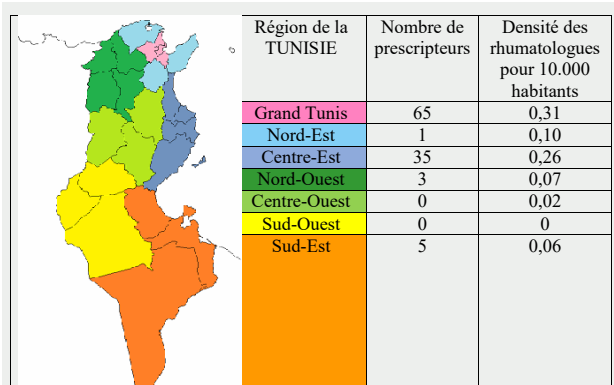 Région de la
TUNISIE
Nombre de
prescripteurs
Densité des
rhumatologues
pour 10.000
habitants
Grand Tunis 65 0,31
Nord-Est 1 0,10
Centre-Est 35 0,26
Nord-Ouest 3 0,07
Centre-Ouest 0 0,02
Sud-Ouest 0 0
Sud-Est 5 0,06